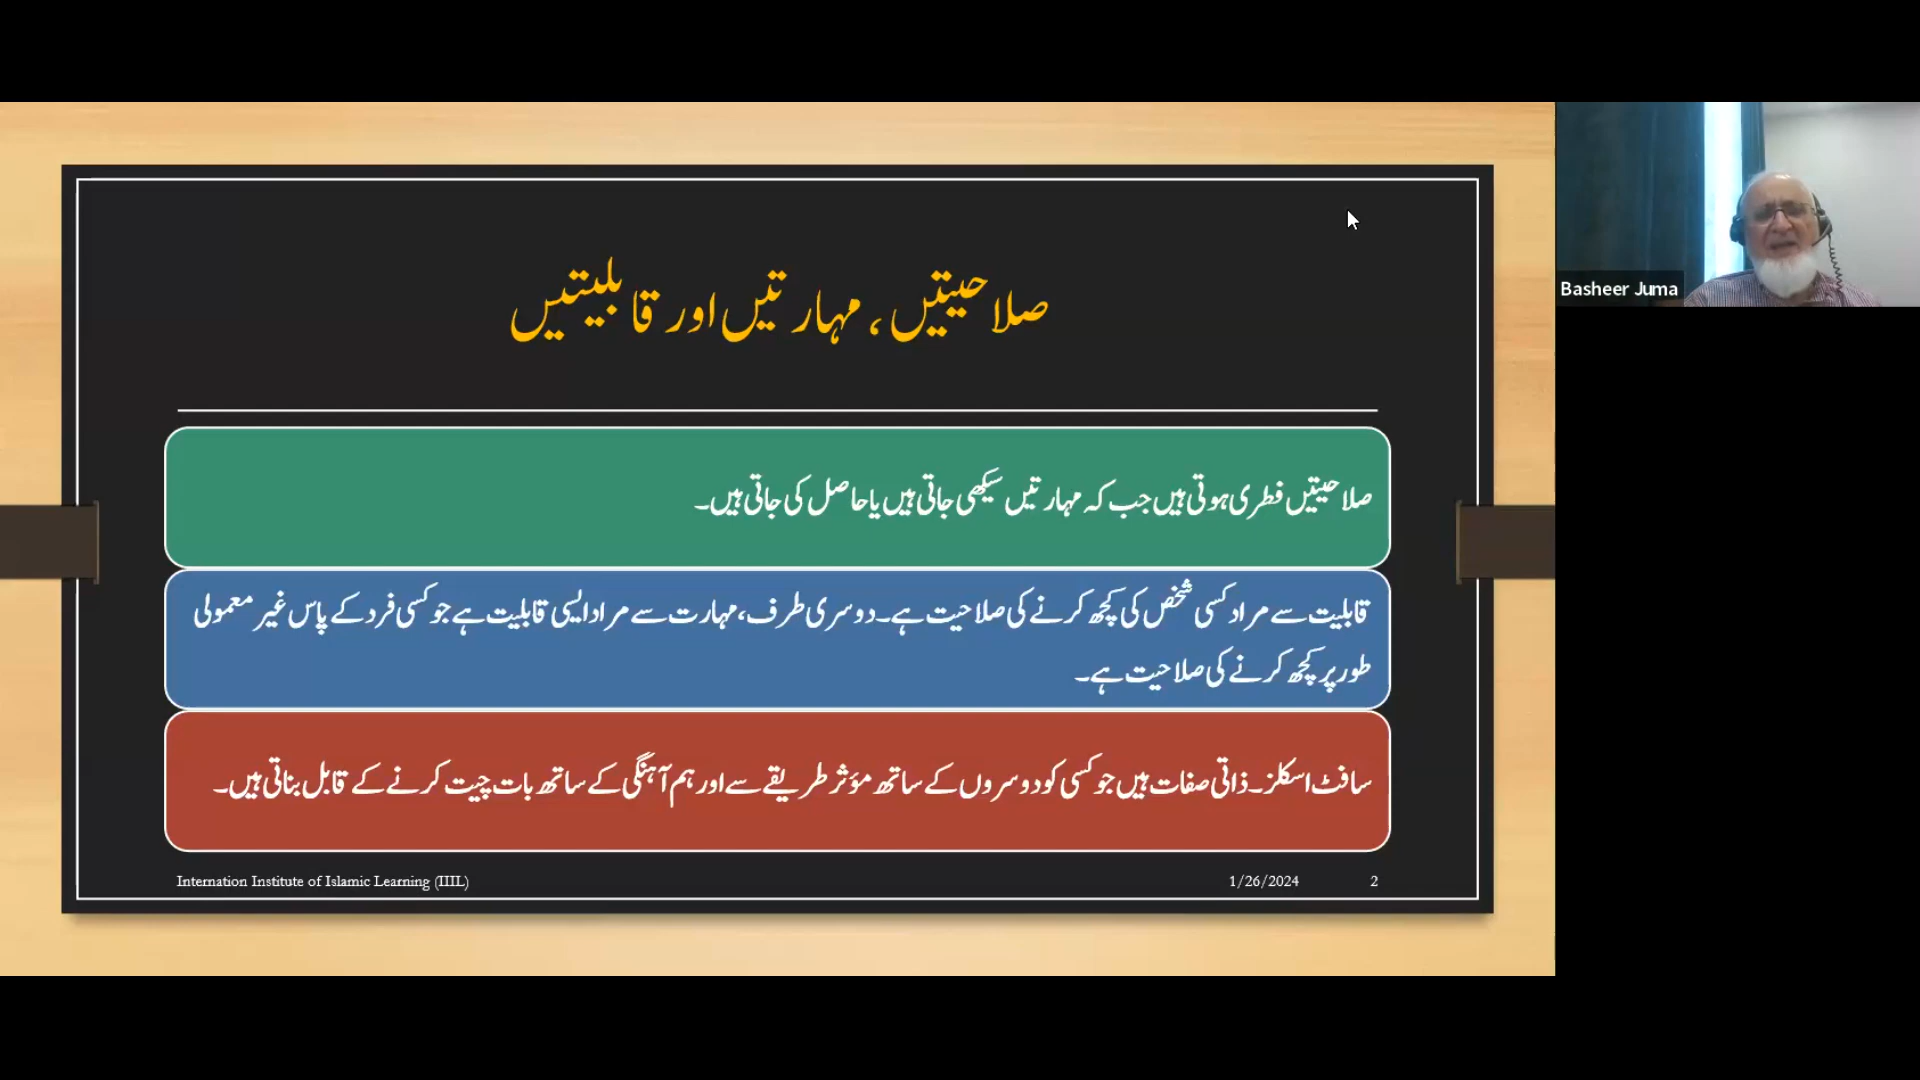 صلاحیتیں، مہارتیں اور قابلیتیں
صلاحیتیں فطری ہوتی ہیں جب کہ مہارتیں سیکھی جاتی ہیں یا حاصل کی جاتی ہیں۔
قابلیت سے مراد کسی شخص کی کچھ کرنے کی صلاحیت ہے۔ دوسری طرف، مہارت سے مراد ایسی قابلیت ہے جو کسی فرد کے پاس غیر معمولی
طور پر کچھ کرنے کی صلاحیت ہے۔
سافٹ اسکلز۔ ذاتی صفات ہیں جو کسی کو دوسروں کے ساتھ مؤثر طریقے سے اور ہم آہنگی کے ساتھ بات چیت کرنے کے قابل بناتی ہیں۔
Internation Institute of Islamic Learning (IIIL) 1/26/2024 2
Basheer Juma